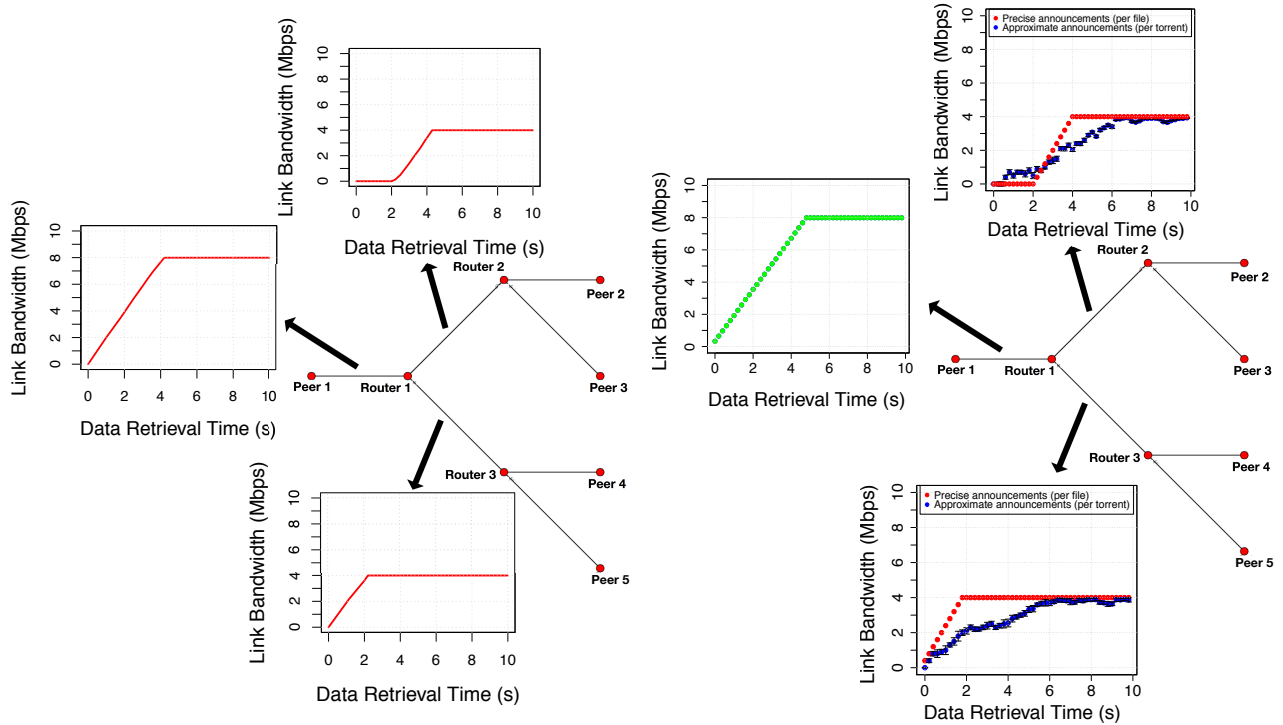 Link Bandwidth (Mbps)
10
8
6
4
2
0
0 2 4 6 8 10
Data Retrieval Time (s)
Link Bandwidth (Mbps)
10
8
6
4
2
0
0 2 4 6 8 10
Data Retrieval Time (s)
Router 2
Peer 2
Peer 1
Router 1
Peer 3
Router 3
Peer 4
Peer 5
Link Bandwidth (Mbps)
10
8
6
4
2
0
0 2 4 6 8 10
Data Retrieval Time (s)
Link Bandwidth (Mbps)
10
8
6
4
2
0
Precise announcements (per file)
Approximate announcements (per torrent)
0 2 4 6 8 10
Data Retrieval Time (s)
Link Bandwidth (Mbps)
10
8
6
4
2
0
0 2 4 6 8 10
Data Retrieval Time (s)
Router 2
Peer 2
Peer 1
Router 1
Peer 3
Router 3
Peer 4
Peer 5
Link Bandwidth (Mbps)
10
8
6
4
2
0
Precise announcements (per file)
Approximate announcements (per torrent)
0 2 4 6 8 10
Data Retrieval Time (s)